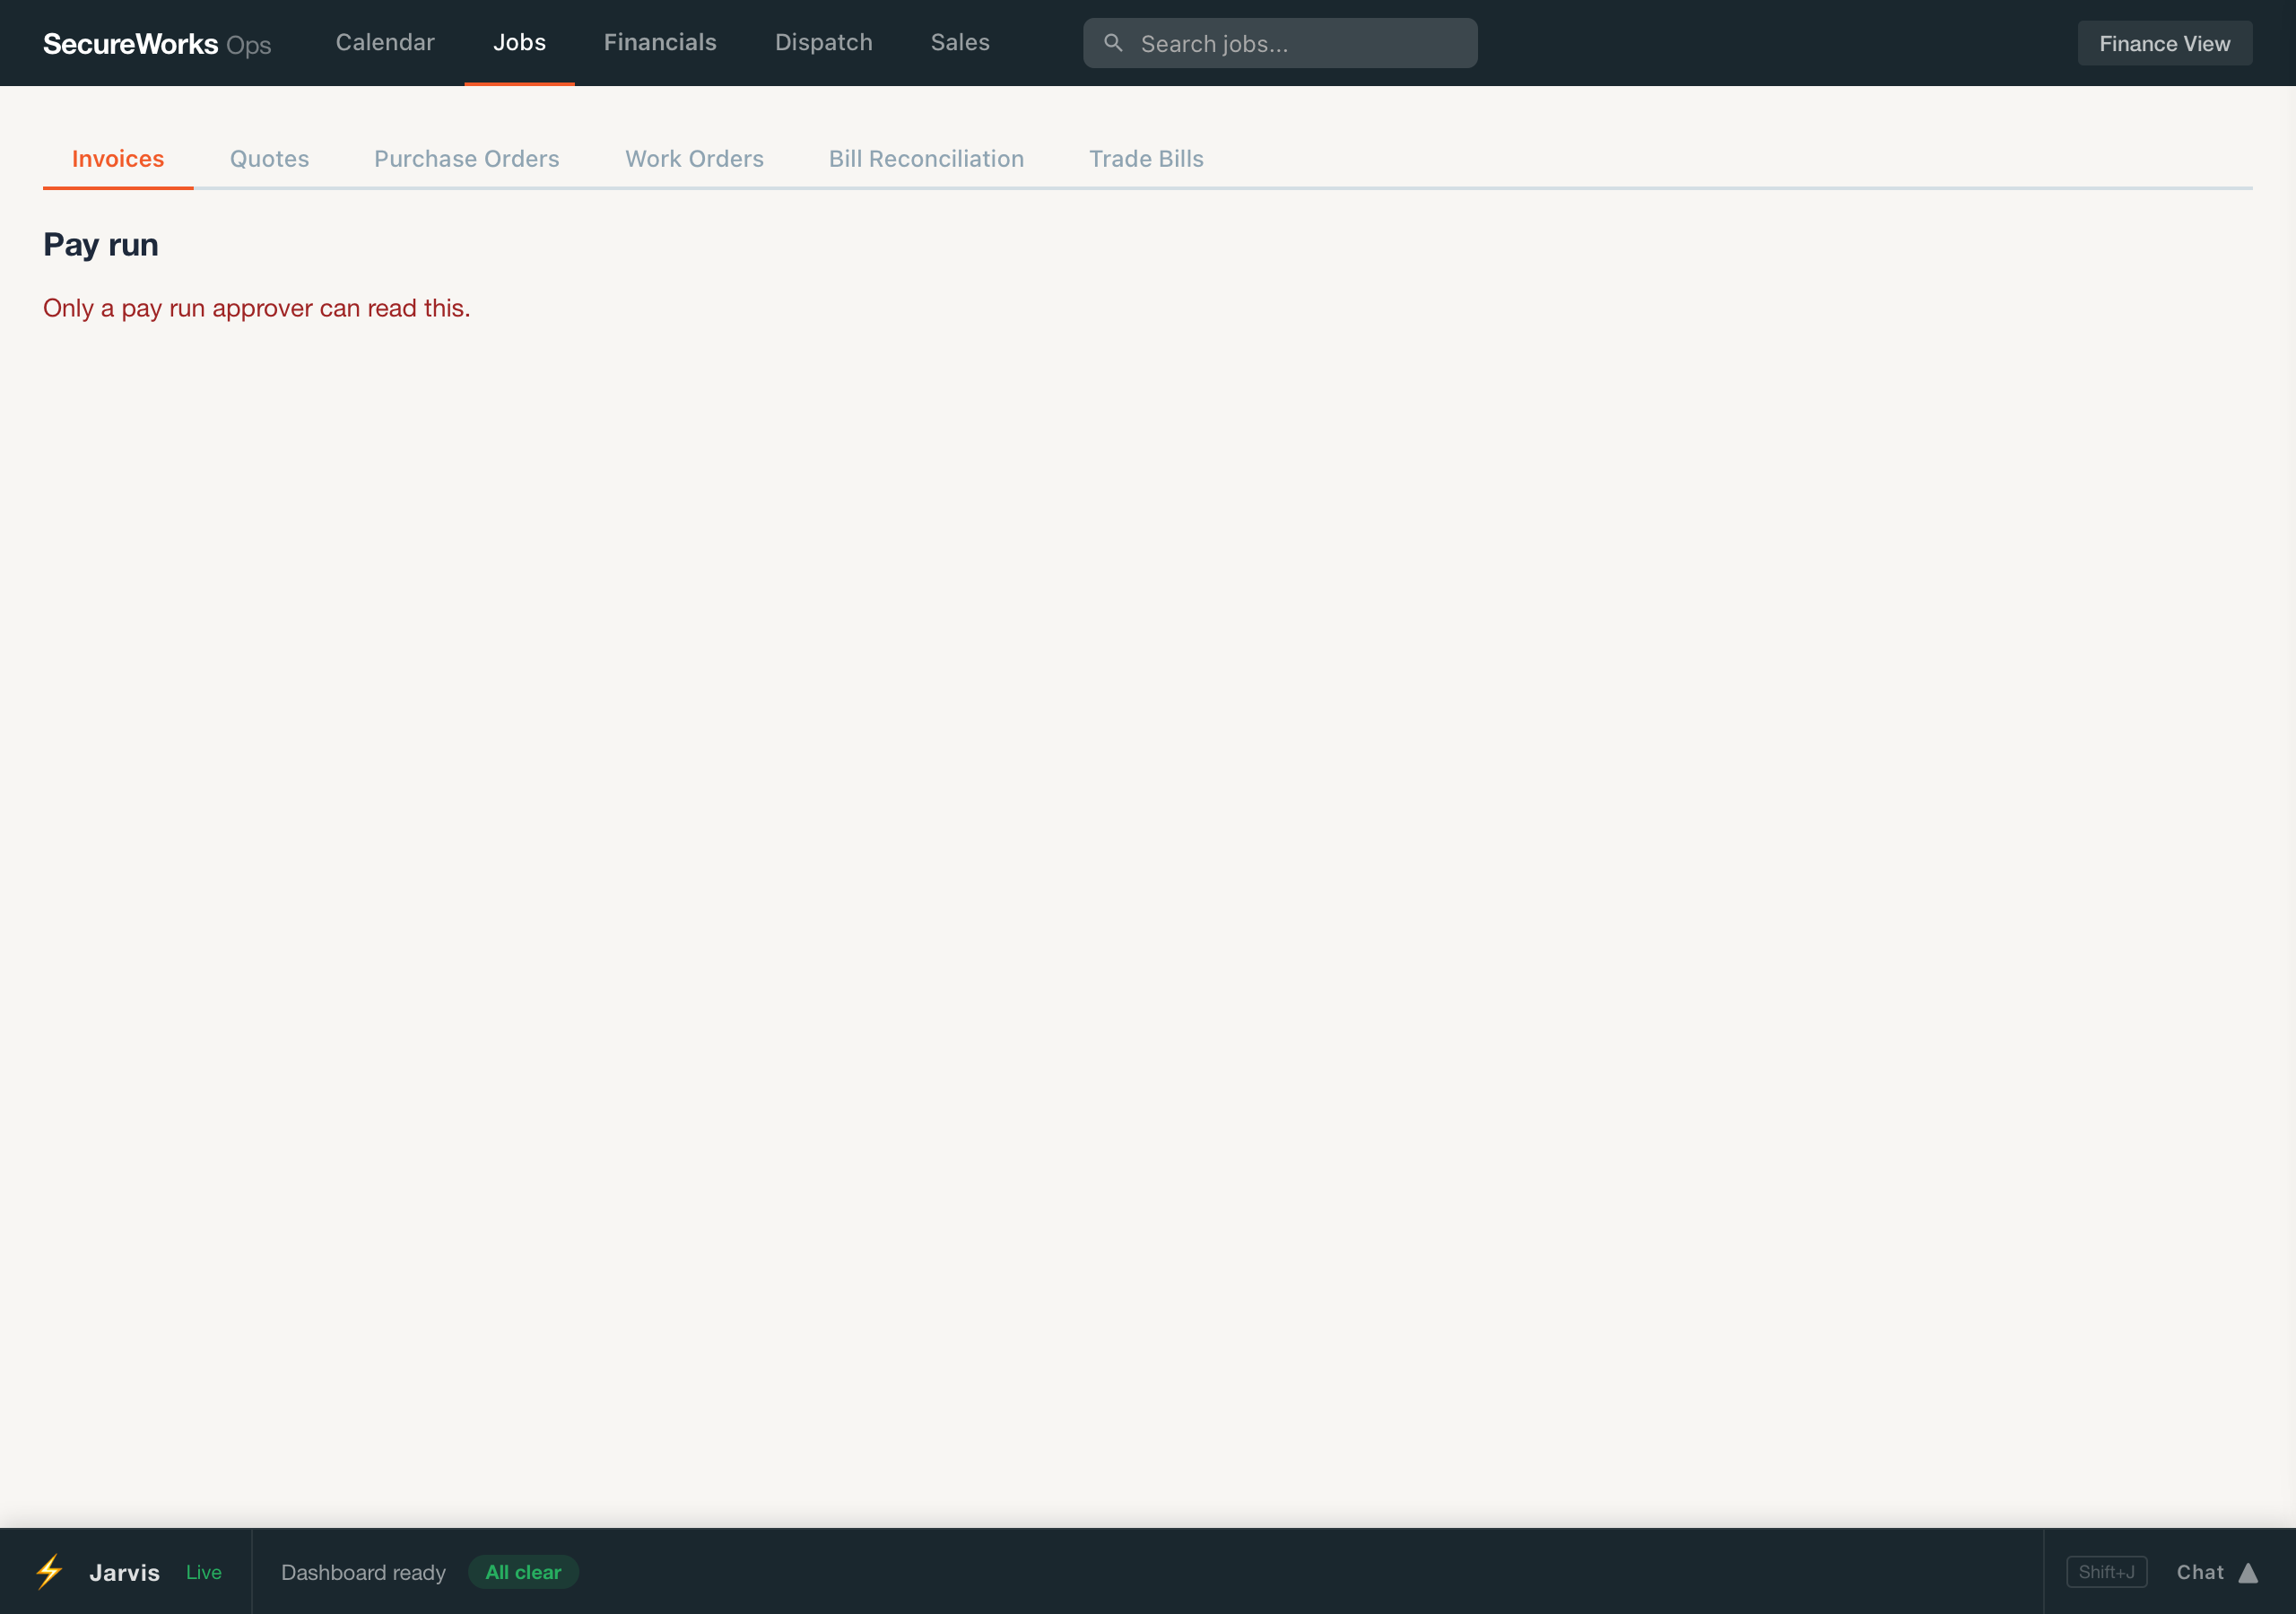 SecureWorks Ops Calendar Jobs Financials Dispatch Sales Search jobs... Finance View
Invoices Quotes Purchase Orders Work Orders Bill Reconciliation Trade Bills
Pay run
Only a pay run approver can read this.
Jarvis Live Dashboard ready All clear Shift+J Chat